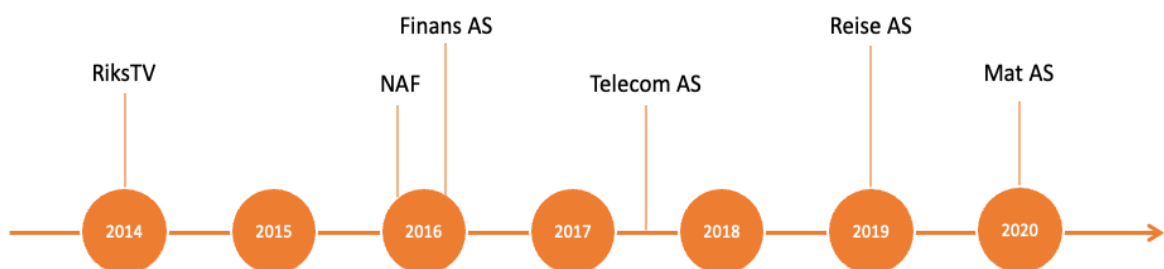 Finans AS
Reise AS
RiksTV
NAF
Telecom AS
Mat AS
2014
2015
2016
2017
2018
2019
2020